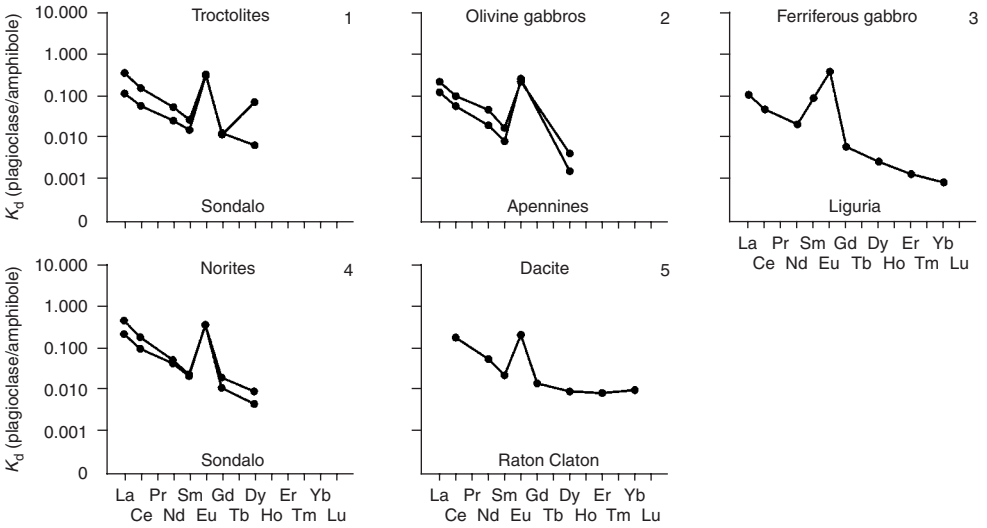 Troctolites 1
Olivine gabbros 2
Ferriferous gabbro 3
10.000
1.000
0.100
0.010
0.001
0
Kd (plagioclase/amphibole)
Sondalo
Apennines
Liguria
La Pr Sm Gd Dy Er Yb
Ce Nd Eu Tb Ho Tm Lu
Norites 4
Dacite 5
10.000
1.000
0.100
0.010
0.001
0
Kd (plagioclase/amphibole)
Sondalo
Raton Claton
La Pr Sm Gd Dy Er Yb
Ce Nd Eu Tb Ho Tm Lu
La Pr Sm Gd Dy Er Yb
Ce Nd Eu Tb Ho Tm Lu